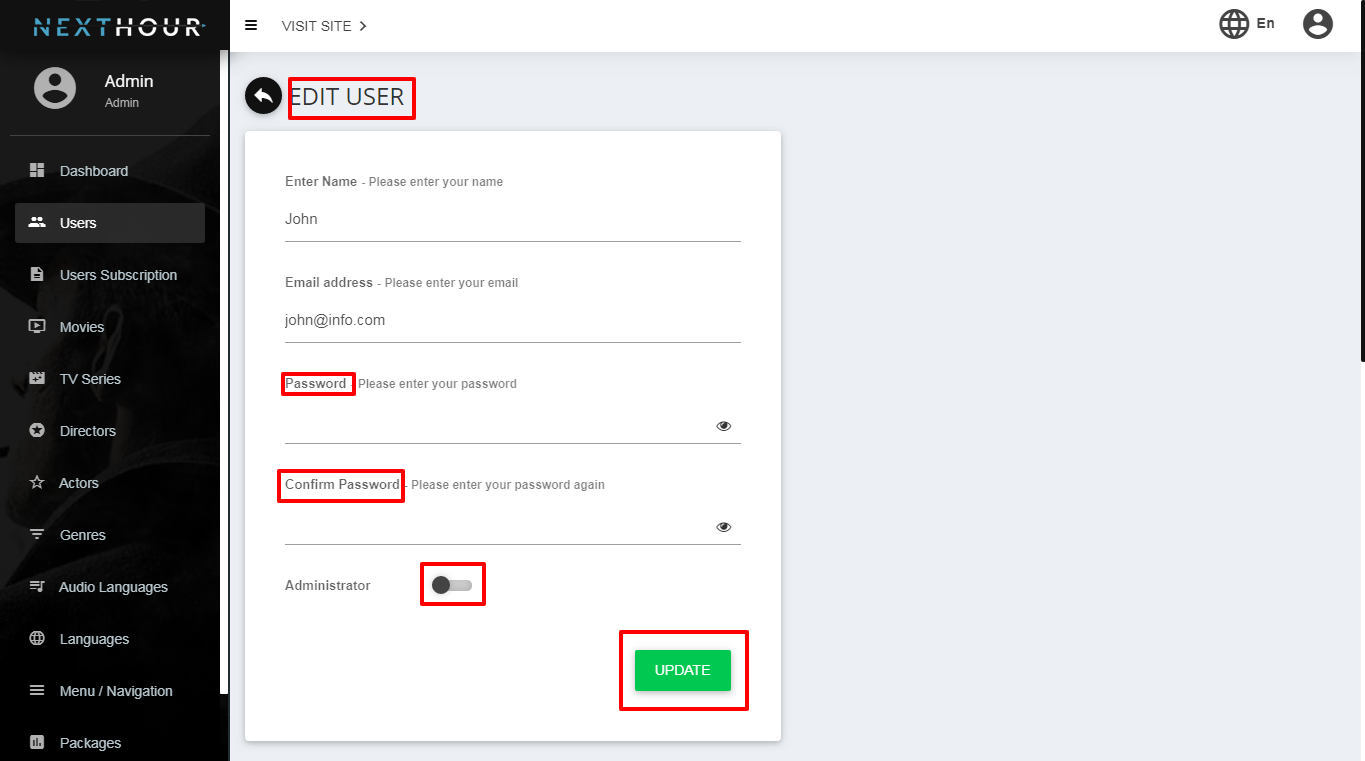 NEXTHOUR
VISIT SITE
En
Admin
Admin
Dashboard
Users
Users Subscription
Movies
TV Series
Directors
Actors
Genres
Audio Languages
Languages
Menu / Navigation
Packages
EDIT USER
Enter Name - Please enter your name
John
Email address - Please enter your email
john@info.com
Password - Please enter your password
Confirm Password - Please enter your password again
Administrator
UPDATE